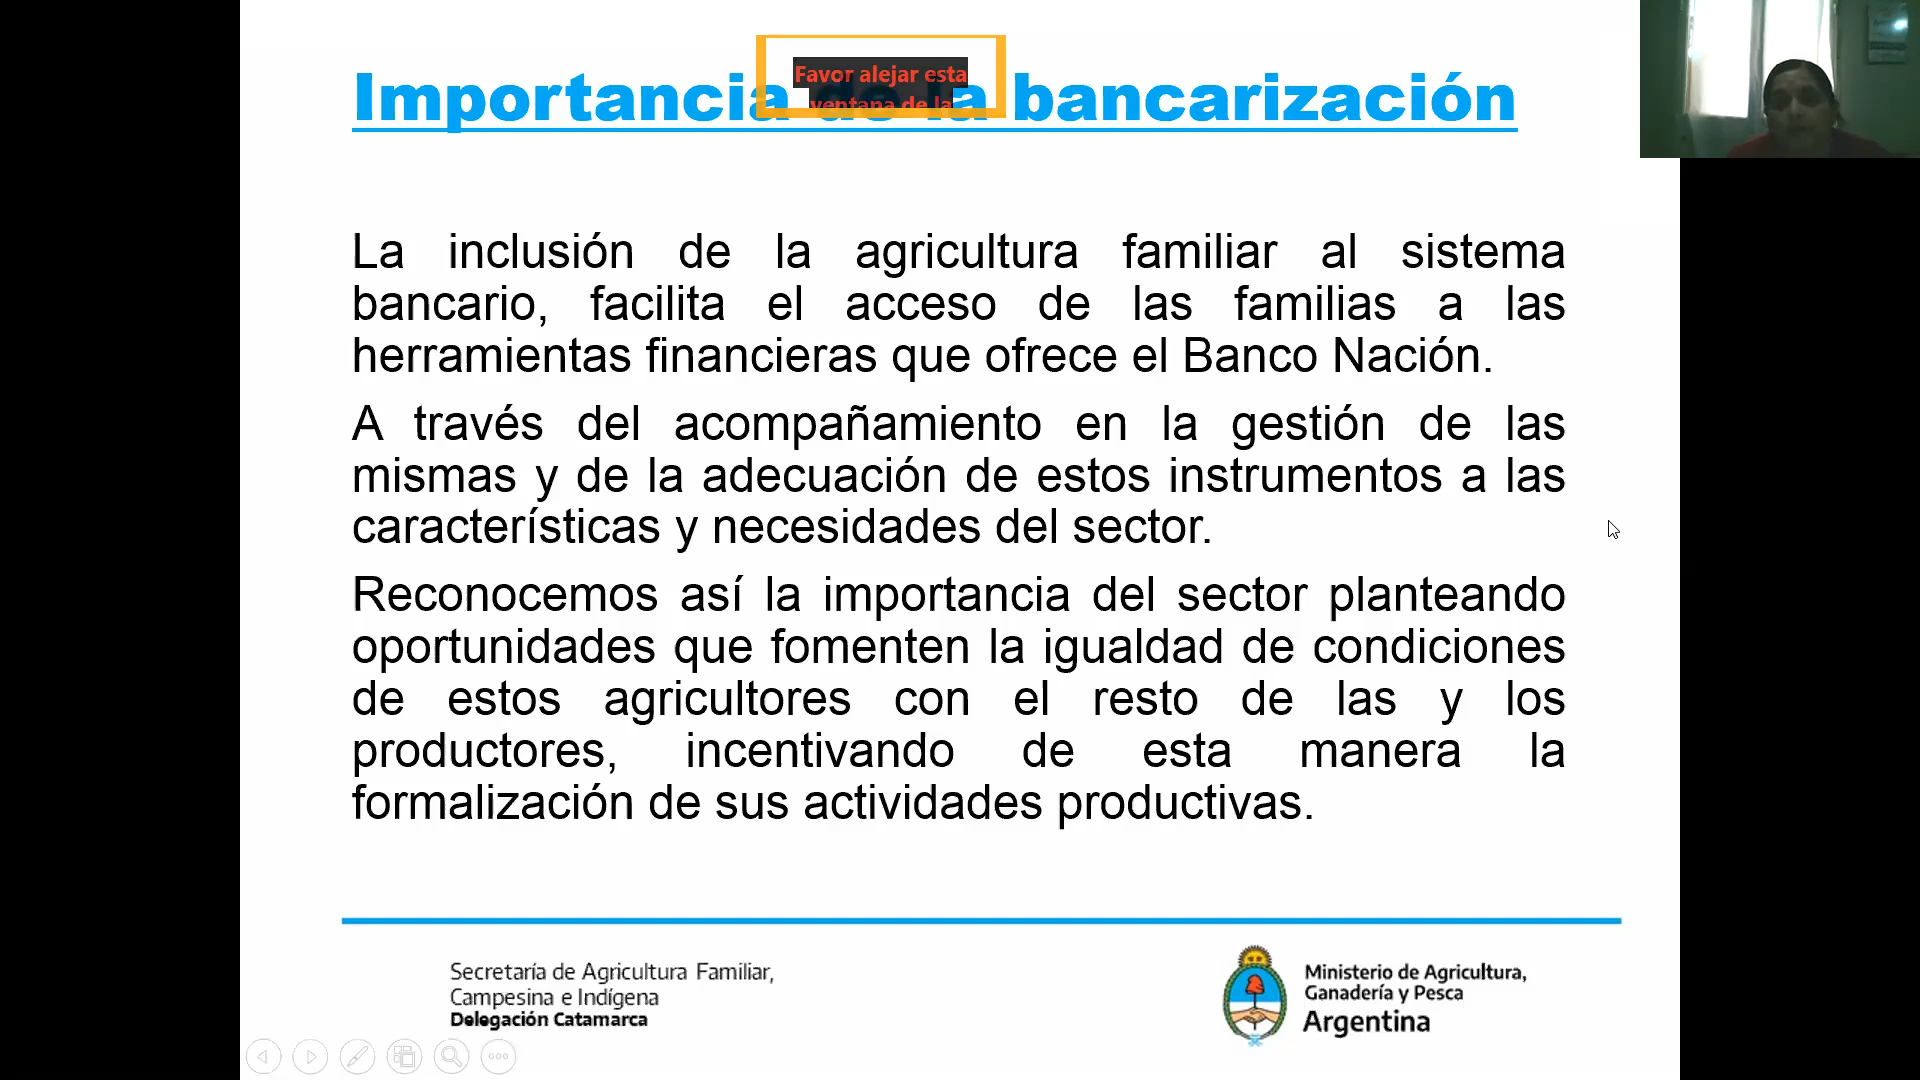 Favor alejar esta
ventana de la
Importancia de la bancarización
La inclusión de la agricultura familiar al sistema
bancario, facilita el acceso de las familias a las
herramientas financieras que ofrece el Banco Nación.
A través del acompañamiento en la gestión de las
mismas y de la adecuación de estos instrumentos a las
características y necesidades del sector.
Reconocemos así la importancia del sector planteando
oportunidades que fomenten la igualdad de condiciones
de estos agricultores con el resto de las y los
productores, incentivando de esta manera la
formalización de sus actividades productivas.
Secretaría de Agricultura Familiar,
Campesina e Indígena
Delegación Catamarca
Ministerio de Agricultura,
Ganadería y Pesca
Argentina